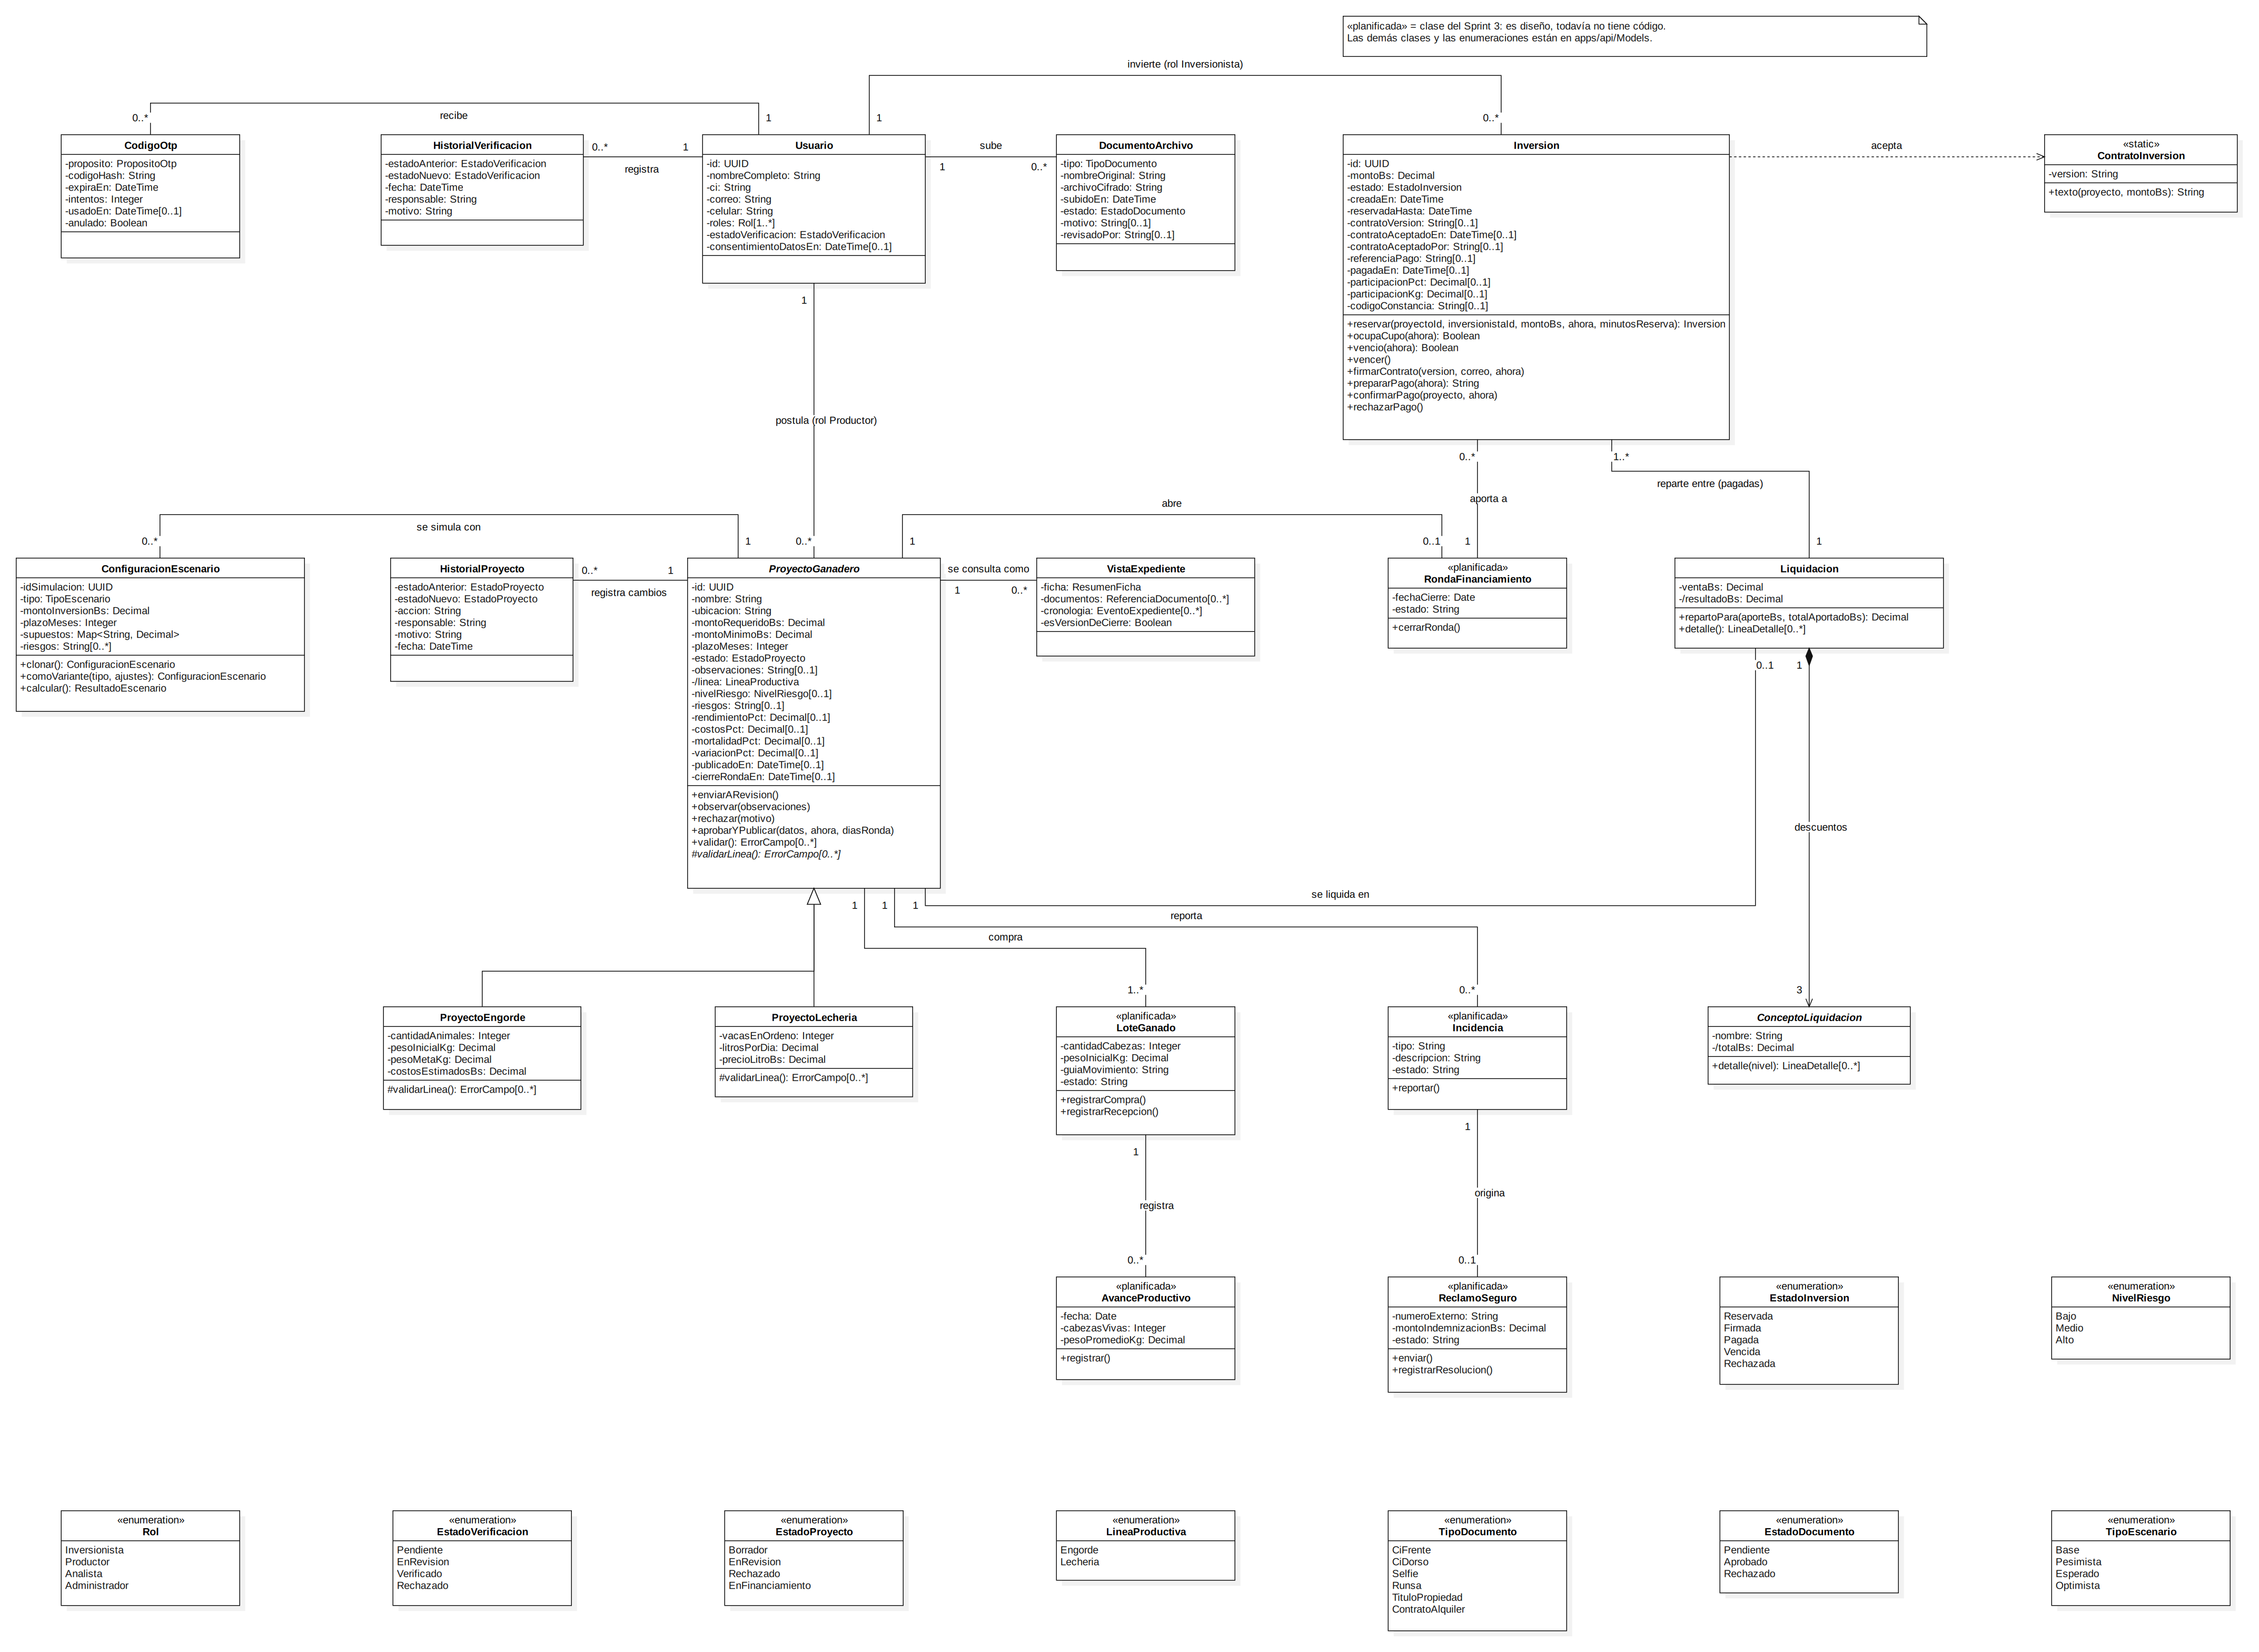 «planificada» = clase del Sprint 3: es diseño, todavía no tiene código.
Las demás clases y las enumeraciones están en apps/api/Models.
invierte (rol Inversionista)
recibe
0..*
1
1
0..*
CodigoOtp
-proposito: PropositoOtp
-codigoHash: String
-expiraEn: DateTime
-intentos: Integer
-usadoEn: DateTime[0..1]
-anulado: Boolean
HistorialVerificacion
-estadoAnterior: EstadoVerificacion
-estadoNuevo: EstadoVerificacion
-fecha: DateTime
-responsable: String
-motivo: String
0..*
1
registra
Usuario
-id: UUID
-nombreCompleto: String
-ci: String
-correo: String
-celular: String
-roles: Rol[1..*]
-estadoVerificacion: EstadoVerificacion
-consentimientoDatosEn: DateTime[0..1]
sube
1
0..*
DocumentoArchivo
-tipo: TipoDocumento
-nombreOriginal: String
-archivoCifrado: String
-subidoEn: DateTime
-estado: EstadoDocumento
-motivo: String[0..1]
-revisadoPor: String[0..1]
Inversion
-id: UUID
-montoBs: Decimal
-estado: EstadoInversion
-creadaEn: DateTime
-reservadaHasta: DateTime
-contratoVersion: String[0..1]
-contratoAceptadoEn: DateTime[0..1]
-contratoAceptadoPor: String[0..1]
-referenciaPago: String[0..1]
-pagadaEn: DateTime[0..1]
-participacionPct: Decimal[0..1]
-participacionKg: Decimal[0..1]
-codigoConstancia: String[0..1]
+reservar(proyectoId, inversionistaId, montoBs, ahora, minutosReserva): Inversion
+ocupaCupo(ahora): Boolean
+vencio(ahora): Boolean
+vencer()
+firmarContrato(version, correo, ahora)
+prepararPago(ahora): String
+confirmarPago(proyecto, ahora)
+rechazarPago()
acepta
«static»
ContratoInversion
-version: String
+texto(proyecto, montoBs): String
1
postula (rol Productor)
0..*
0..*
aporta a
1
1..*
reparte entre (pagadas)
1
abre
1
0..1
se simula con
0..*
1
ConfiguracionEscenario
-idSimulacion: UUID
-tipo: TipoEscenario
-montoInversionBs: Decimal
-plazoMeses: Integer
-supuestos: Map<String, Decimal>
-riesgos: String[0..*]
+clonar(): ConfiguracionEscenario
+comoVariante(tipo, ajustes): ConfiguracionEscenario
+calcular(): ResultadoEscenario
HistorialProyecto
-estadoAnterior: EstadoProyecto
-estadoNuevo: EstadoProyecto
-accion: String
-responsable: String
-motivo: String
-fecha: DateTime
0..*
1
registra cambios
ProyectoGanadero
-id: UUID
-nombre: String
-ubicacion: String
-montoRequeridoBs: Decimal
-montoMinimoBs: Decimal
-plazoMeses: Integer
-estado: EstadoProyecto
-observaciones: String[0..1]
-/linea: LineaProductiva
-nivelRiesgo: NivelRiesgo[0..1]
-riesgos: String[0..1]
-rendimientoPct: Decimal[0..1]
-costosPct: Decimal[0..1]
-mortalidadPct: Decimal[0..1]
-variacionPct: Decimal[0..1]
-publicadoEn: DateTime[0..1]
-cierreRondaEn: DateTime[0..1]
+enviarARevision()
+observar(observaciones)
+rechazar(motivo)
+aprobarYPublicar(datos, ahora, diasRonda)
+validar(): ErrorCampo[0..*]
#validarLinea(): ErrorCampo[0..*]
se consulta como
1
0..*
VistaExpediente
-ficha: ResumenFicha
-documentos: ReferenciaDocumento[0..*]
-cronologia: EventoExpediente[0..*]
-esVersionDeCierre: Boolean
«planificada»
RondaFinanciamiento
-fechaCierre: Date
-estado: String
+cerrarRonda()
Liquidacion
-ventaBs: Decimal
-/resultadoBs: Decimal
+repartoPara(aporteBs, totalAportadoBs): Decimal
+detalle(): LineaDetalle[0..*]
0..1
1
descuentos
3
se liquida en
1
1
1
reporta
compra
1..*
0..*
ProyectoEngorde
-cantidadAnimales: Integer
-pesoInicialKg: Decimal
-pesoMetaKg: Decimal
-costosEstimadosBs: Decimal
#validarLinea(): ErrorCampo[0..*]
ProyectoLecheria
-vacasEnOrdeno: Integer
-litrosPorDia: Decimal
-precioLitroBs: Decimal
#validarLinea(): ErrorCampo[0..*]
«planificada»
LoteGanado
-cantidadCabezas: Integer
-pesoInicialKg: Decimal
-guiaMovimiento: String
-estado: String
+registrarCompra()
+registrarRecepcion()
«planificada»
Incidencia
-tipo: String
-descripcion: String
-estado: String
+reportar()
ConceptoLiquidacion
-nombre: String
-/totalBs: Decimal
+detalle(nivel): LineaDetalle[0..*]
1
registra
0..*
1
origina
0..1
«planificada»
AvanceProductivo
-fecha: Date
-cabezasVivas: Integer
-pesoPromedioKg: Decimal
+registrar()
«planificada»
ReclamoSeguro
-numeroExterno: String
-montoIndemnizacionBs: Decimal
-estado: String
+enviar()
+registrarResolucion()
«enumeration»
EstadoInversion
Reservada
Firmada
Pagada
Vencida
Rechazada
«enumeration»
NivelRiesgo
Bajo
Medio
Alto
«enumeration»
Rol
Inversionista
Productor
Analista
Administrador
«enumeration»
EstadoVerificacion
Pendiente
EnRevision
Verificado
Rechazado
«enumeration»
EstadoProyecto
Borrador
EnRevision
Rechazado
EnFinanciamiento
«enumeration»
LineaProductiva
Engorde
Lecheria
«enumeration»
TipoDocumento
CiFrente
CiDorso
Selfie
Runsa
TituloPropiedad
ContratoAlquiler
«enumeration»
EstadoDocumento
Pendiente
Aprobado
Rechazado
«enumeration»
TipoEscenario
Base
Pesimista
Esperado
Optimista